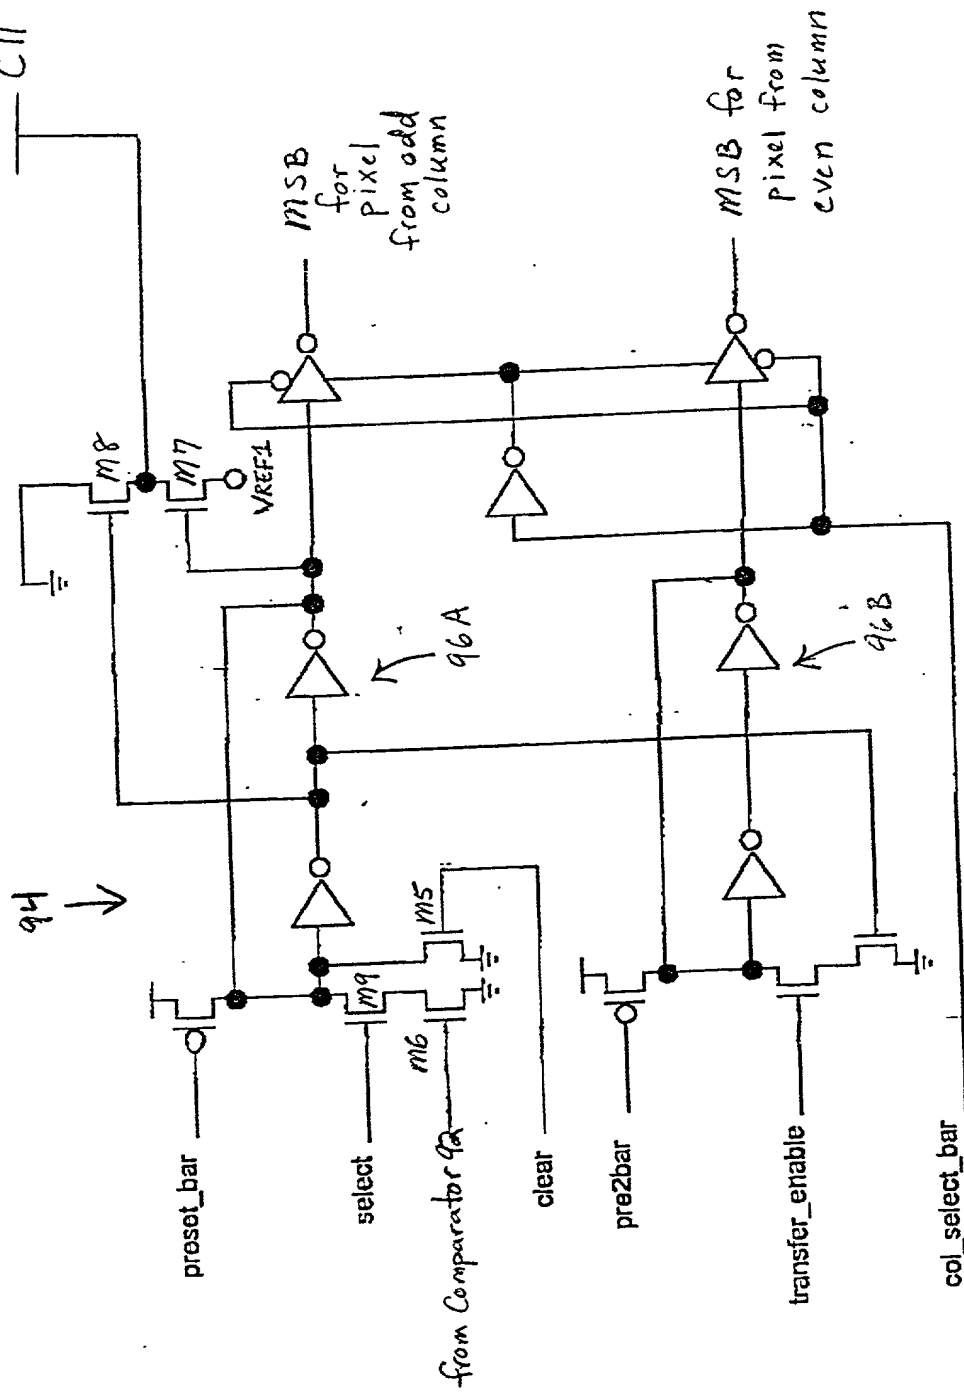 94
C11
M8
M7
VREF1
MSB
for
pixel
from odd
column
96A
prosot_bar
select
M9
M6
M5
from Comparator 92
clear
MSB for
pixel from
even column
96B
pre2bar
transfer_enable
col_select_bar